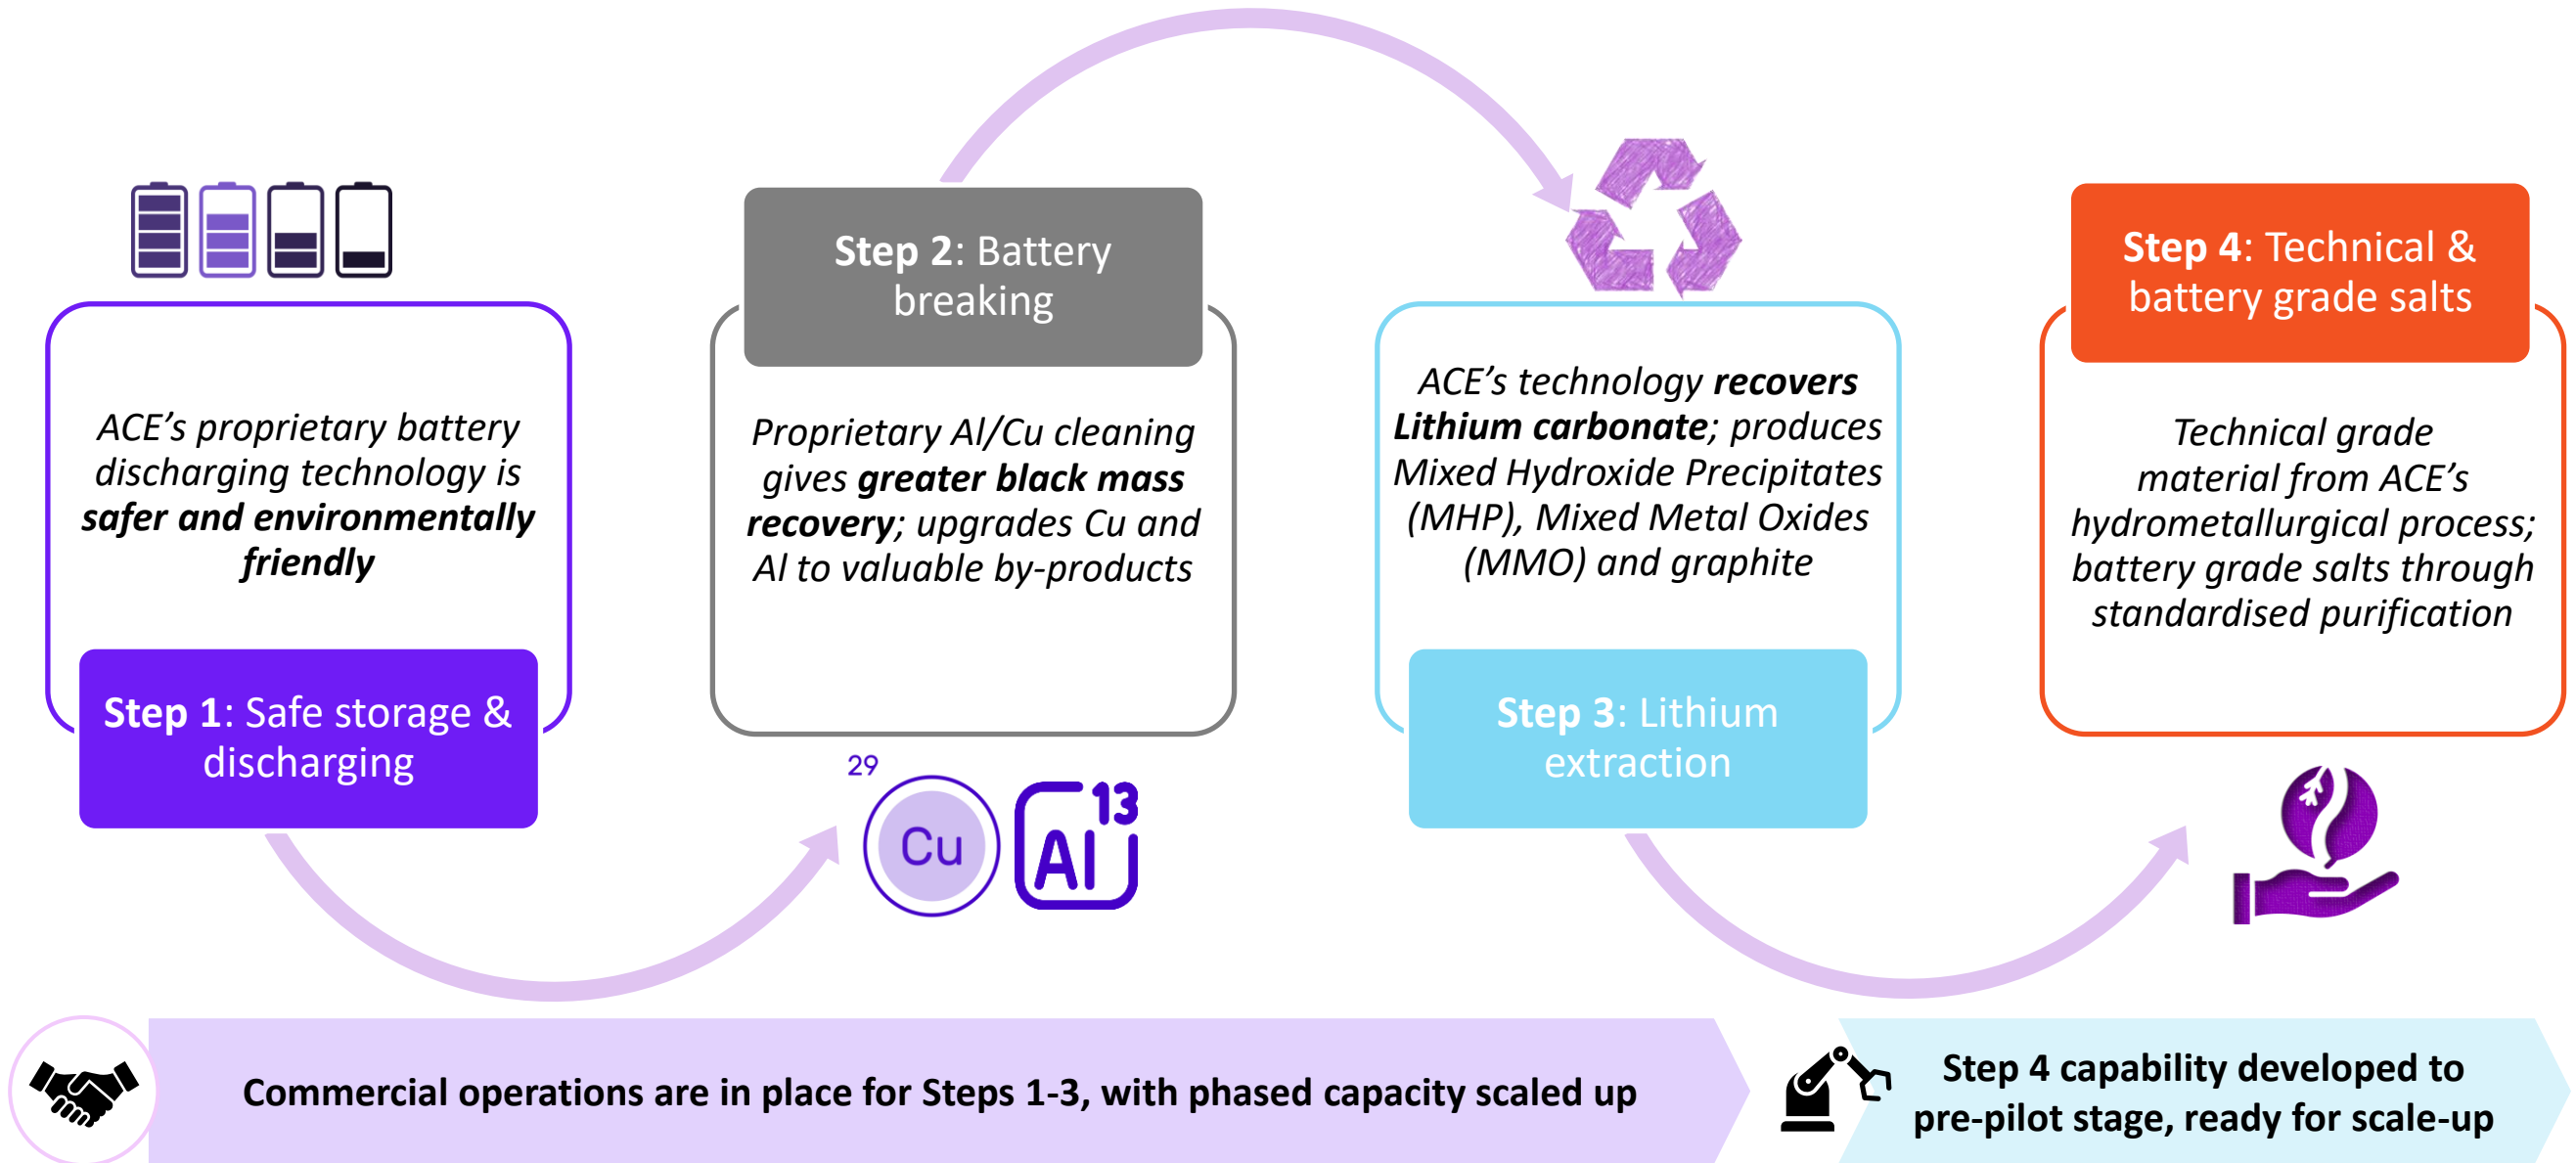 ACE’s proprietary battery
discharging technology is
safer and environmentally
friendly
Step 1: Safe storage &
discharging
Step 2: Battery
breaking
Proprietary Al/Cu cleaning
gives greater black mass
recovery; upgrades Cu and
Al to valuable by-products
29
Cu
13
Al
ACE’s technology recovers
Lithium carbonate; produces
Mixed Hydroxide Precipitates
(MHP), Mixed Metal Oxides
(MMO) and graphite
Step 3: Lithium
extraction
Step 4: Technical &
battery grade salts
Technical grade
material from ACE’s
hydrometallurgical process;
battery grade salts through
standardised purification
Commercial operations are in place for Steps 1-3, with phased capacity scaled up
Step 4 capability developed to
pre-pilot stage, ready for scale-up